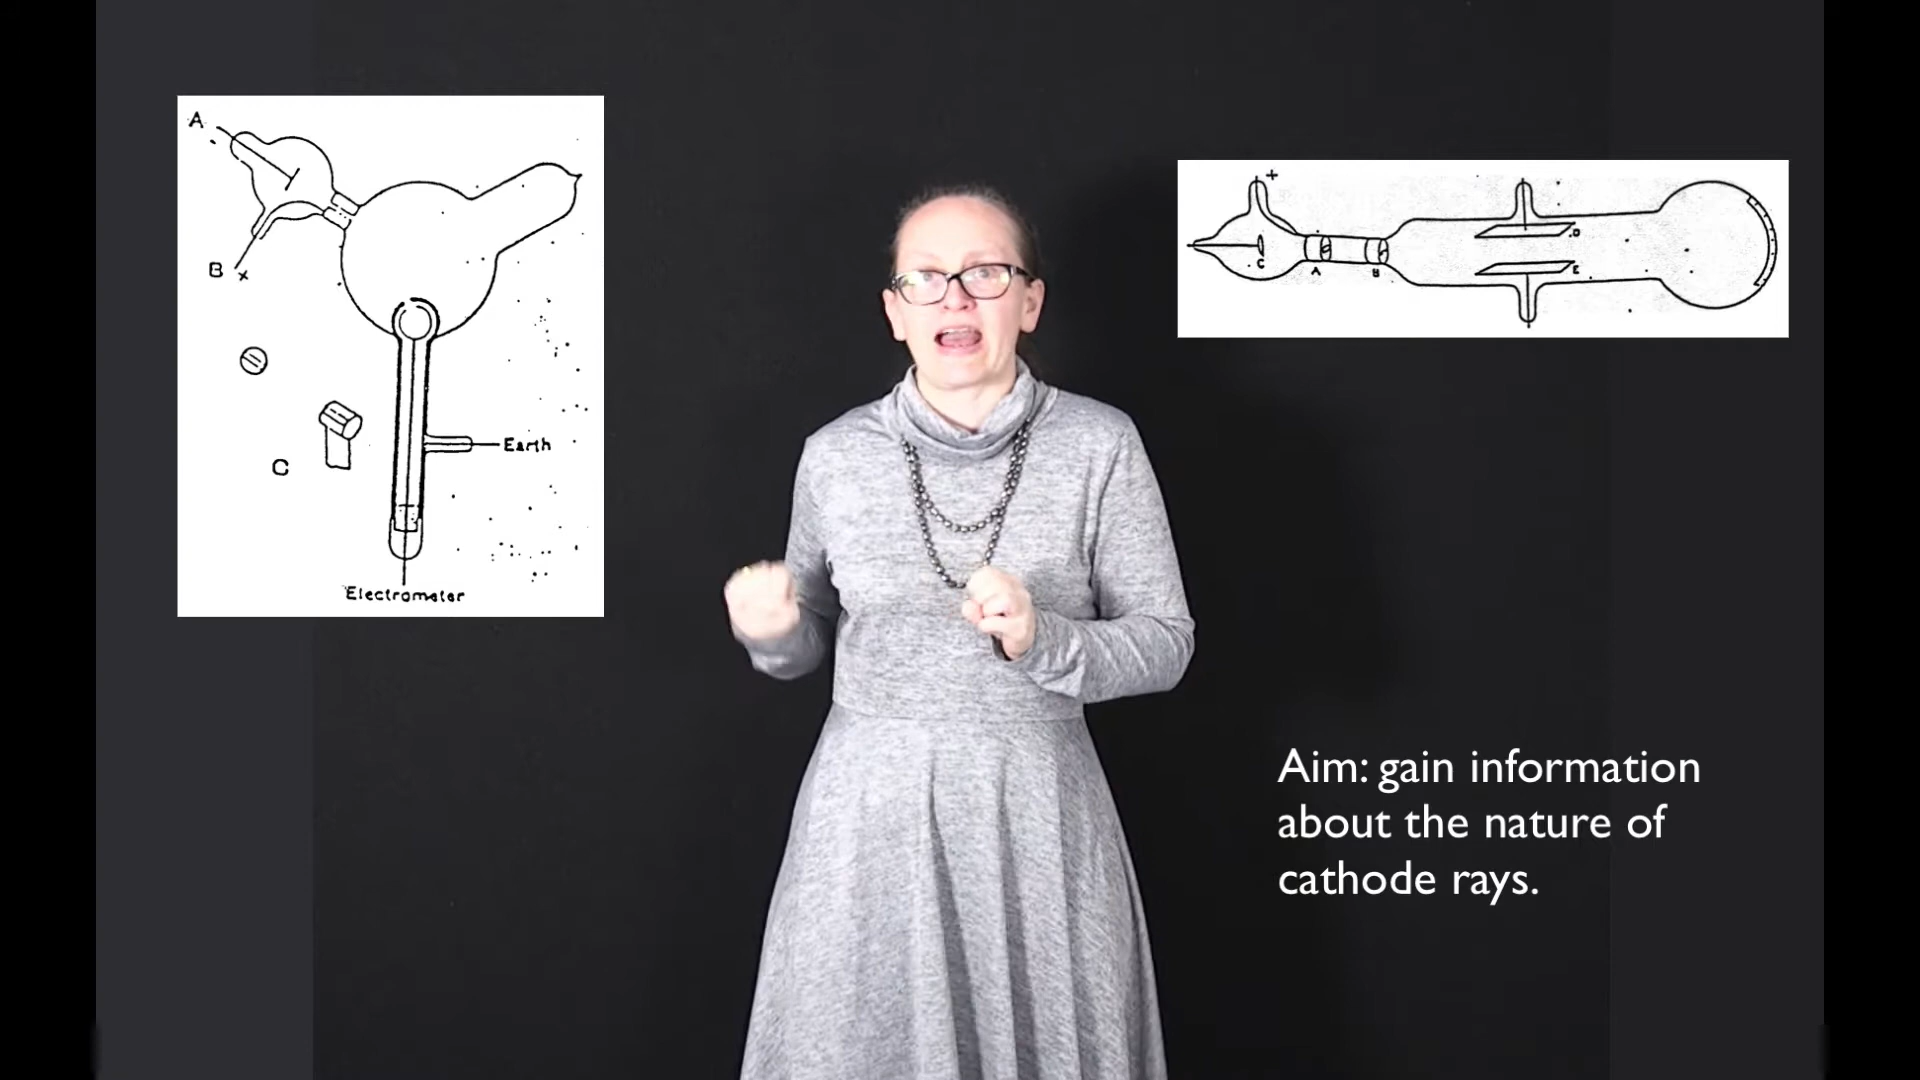 A
B
C
Earth
Electrometer
+
C
A
B
D
E
Aim: gain information
about the nature of
cathode rays.